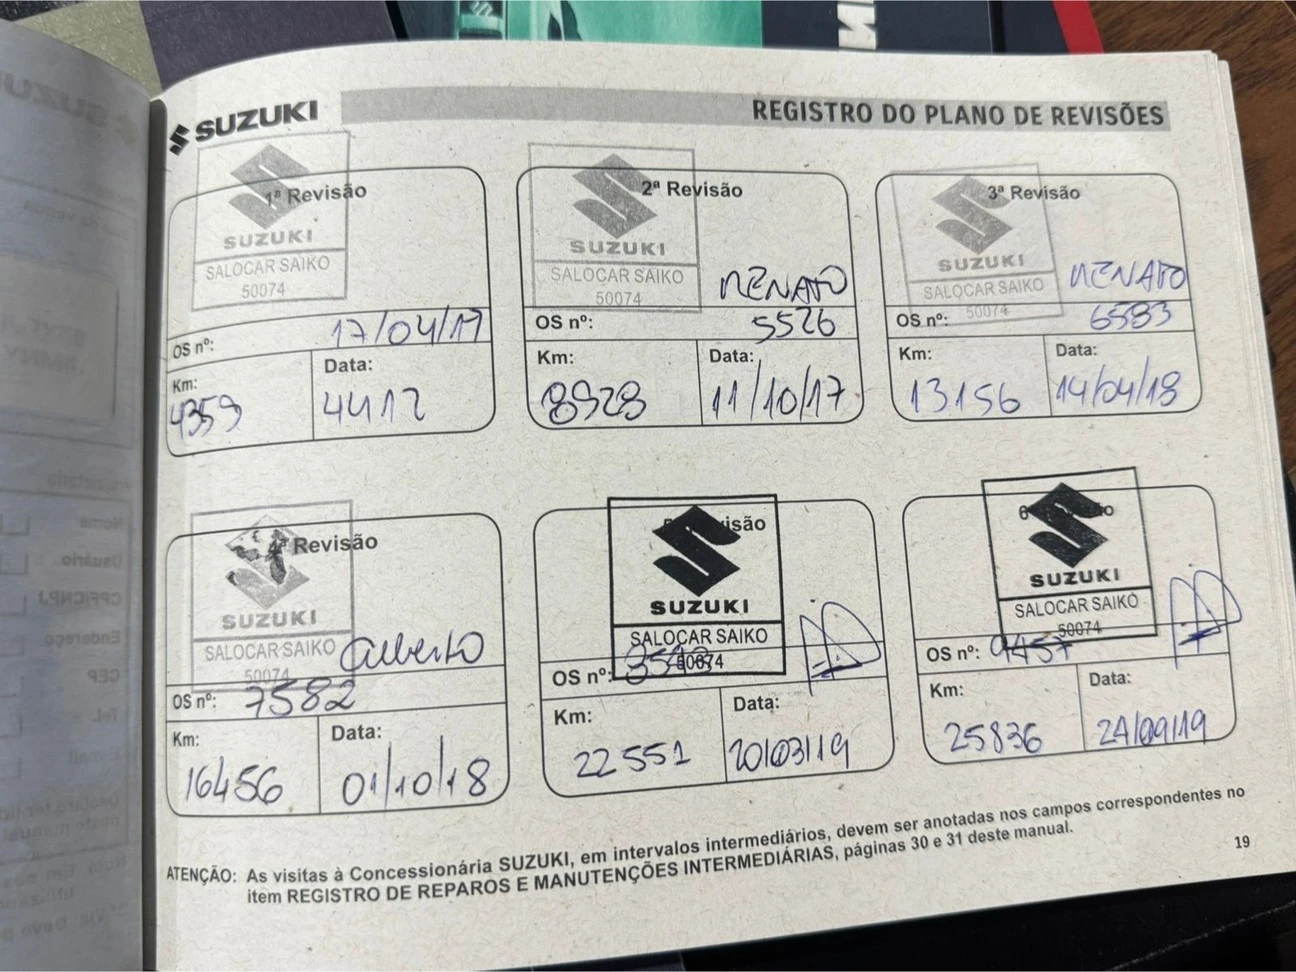 SUZUKI
REGISTRO DO PLANO DE REVISÕES
1ª Revisão
SUZUKI
SALOCAR SAIKO
50074
OS nº:
17/04/17
Km:
4359
Data:
4412
2ª Revisão
SUZUKI
SALOCAR SAIKO
50074
RENATO
OS nº:
5526
Km:
8928
Data:
11/10/17
3ª Revisão
SUZUKI
SALOCAR SAIKO
50074
RENATO
OS nº:
6583
Km:
13156
Data:
14/04/18
4ª Revisão
SUZUKI
SALOCAR SAIKO
50074
Gilberto
OS nº: 7582
Km:
16456
Data:
01/10/18
isão
SUZUKI
SALOCAR SAIKO
50074
OS nº:
Km:
22551
Data:
20/03/19
SUZUKI
SALOCAR SAIKO
50074
OS nº: 9457
Km:
25836
Data:
24/09/19
ATENÇÃO: As visitas à Concessionária SUZUKI, em intervalos intermediários, devem ser anotadas nos campos correspondentes no
item REGISTRO DE REPAROS E MANUTENÇÕES INTERMEDIÁRIAS, páginas 30 e 31 deste manual.
19